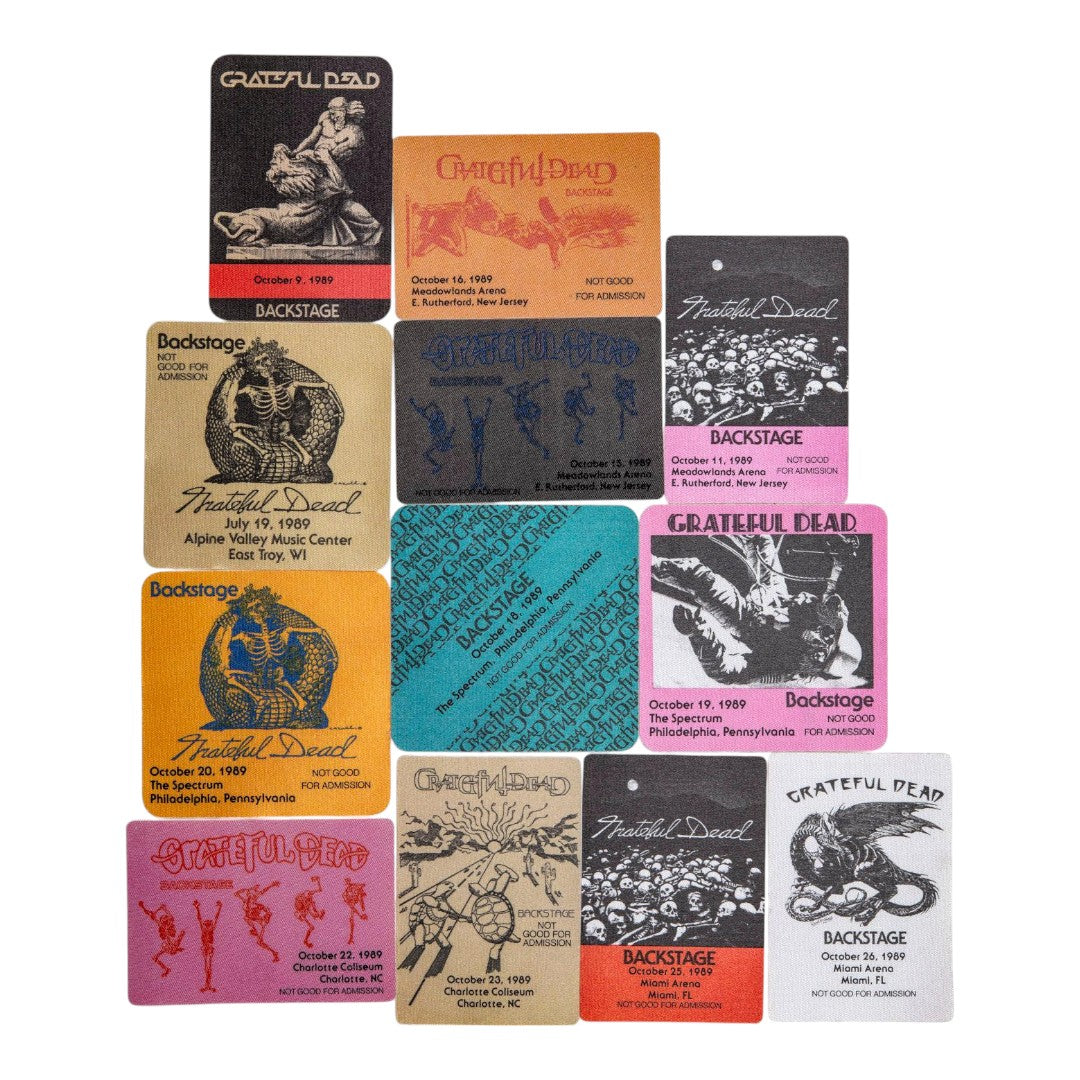 GRATEFUL DEAD
October 9, 1989
BACKSTAGE
GRATEFUL DEAD
BACKSTAGE
October 16, 1989
Meadowlands Arena
E. Rutherford, New Jersey
NOT GOOD
FOR ADMISSION
Grateful Dead
BACKSTAGE
October 11, 1989
Meadowlands Arena
E. Rutherford, New Jersey
NOT GOOD
FOR ADMISSION
Backstage
NOT
GOOD FOR
ADMISSION
Grateful Dead
July 19, 1989
Alpine Valley Music Center
East Troy, WI
GRATEFUL DEAD
BACKSTAGE
October 15, 1989
Meadowlands Arena
E. Rutherford, New Jersey
NOT GOOD FOR ADMISSION
BACKSTAGE
October 18, 1989
The Spectrum Philadelphia, Pennsylvania
NOT GOOD FOR ADMISSION
GRATEFUL DEAD
Backstage
October 19, 1989
The Spectrum
Philadelphia, Pennsylvania
NOT GOOD
FOR ADMISSION
Backstage
Grateful Dead
October 20, 1989
The Spectrum
Philadelphia, Pennsylvania
NOT GOOD
FOR ADMISSION
GRATEFUL DEAD
BACKSTAGE
October 22, 1989
Charlotte Coliseum
Charlotte, NC
NOT GOOD FOR ADMISSION
GRATEFUL DEAD
BACKSTAGE
NOT
GOOD FOR
ADMISSION
October 23, 1989
Charlotte Coliseum
Charlotte, NC
Grateful Dead
BACKSTAGE
October 25, 1989
Miami Arena
Miami, FL
NOT GOOD FOR ADMISSION
GRATEFUL DEAD
BACKSTAGE
October 26, 1989
Miami Arena
Miami, FL
NOT GOOD FOR ADMISSION